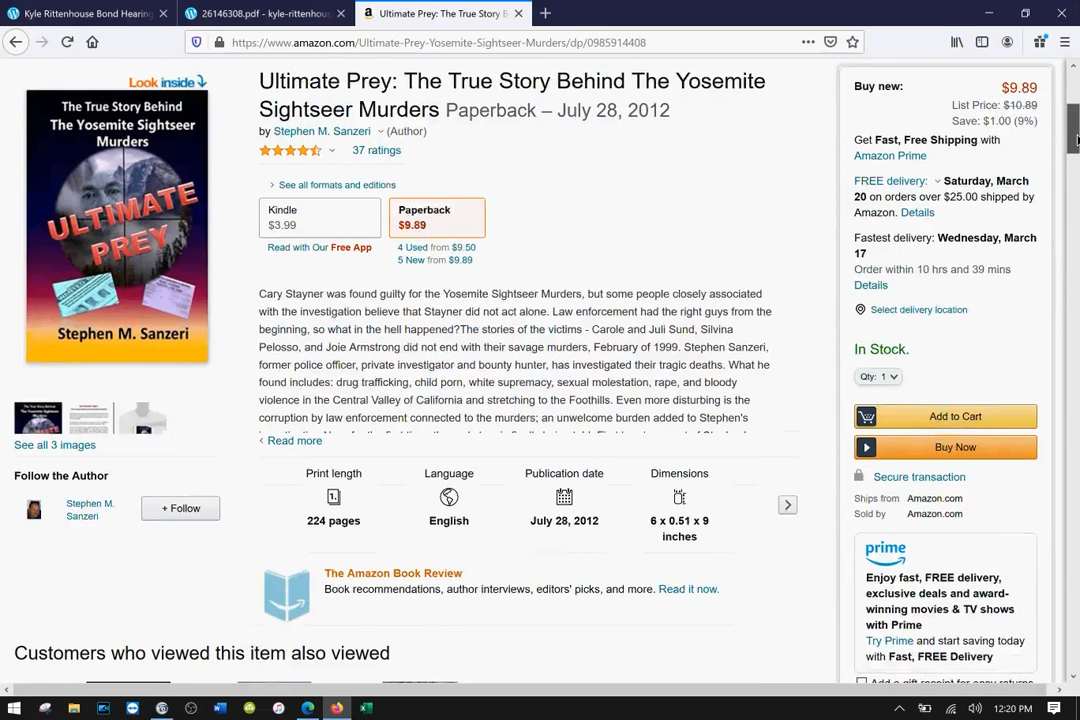 Kyle Rittenhouse Bond Hearing
26146308.pdf - kyle-rittenhous
Ultimate Prey: The True Story B
https://www.amazon.com/Ultimate-Prey-Yosemite-Sightseer-Murders/dp/0985914408
Look inside
The True Story Behind
The Yosemite Sightseer
Murders
ULTIMATE
PREY
Stephen M. Sanzeri
See all 3 images
Follow the Author
Stephen M.
Sanzeri
+ Follow
Ultimate Prey: The True Story Behind The Yosemite
Sightseer Murders Paperback – July 28, 2012
by Stephen M. Sanzeri (Author)
37 ratings
See all formats and editions
Kindle
$3.99
Paperback
$9.89
Read with Our Free App
4 Used from $9.50
5 New from $9.89
Cary Stayner was found guilty for the Yosemite Sightseer Murders, but some people closely associated
with the investigation believe that Stayner did not act alone. Law enforcement had the right guys from the
beginning, so what in the hell happened?The stories of the victims - Carole and Juli Sund, Silvina
Pelosso, and Joie Armstrong did not end with their savage murders, February of 1999. Stephen Sanzeri,
former police officer, private investigator and bounty hunter, has investigated their tragic deaths. What he
found includes: drug trafficking, child porn, white supremacy, sexual molestation, rape, and bloody
violence in the Central Valley of California and stretching to the Foothills. Even more disturbing is the
corruption by law enforcement connected to the murders; an unwelcome burden added to Stephen's
Read more
Print length
224 pages
Language
English
Publication date
July 28, 2012
Dimensions
6 x 0.51 x 9
inches
The Amazon Book Review
Book recommendations, author interviews, editors' picks, and more. Read it now.
Customers who viewed this item also viewed
Buy new: $9.89
List Price: $10.89
Save: $1.00 (9%)
Get Fast, Free Shipping with
Amazon Prime
FREE delivery: Saturday, March
20 on orders over $25.00 shipped by
Amazon. Details
Fastest delivery: Wednesday, March
17
Order within 10 hrs and 39 mins
Details
Select delivery location
In Stock.
Qty: 1
Add to Cart
Buy Now
Secure transaction
Ships from Amazon.com
Sold by Amazon.com
prime
Enjoy fast, FREE delivery,
exclusive deals and award-
winning movies & TV shows
with Prime
Try Prime and start saving today
with Fast, FREE Delivery
Add a gift receipt for easy returns
12:20 PM